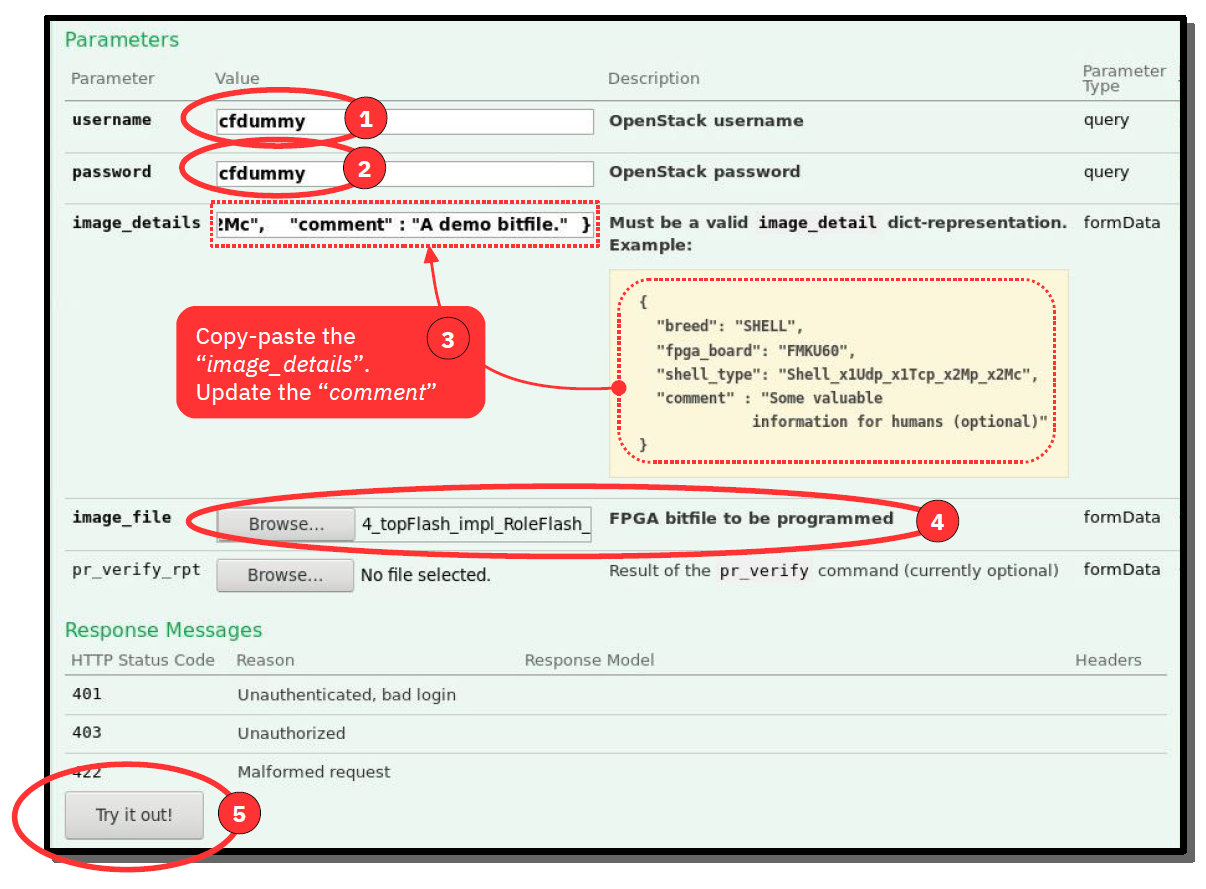 Parameters
Parameter Value Description Parameter Type
username cfdummy 1 OpenStack username query
password cfdummy 2 OpenStack password query
image_details :Mc", "comment" : "A demo bitfile." } Must be a valid image_detail dict-representation. formData
Example:
{
"breed": "SHELL",
"fpga_board": "FMKU60",
"shell_type": "Shell_x1Udp_x1Tcp_x2Mp_x2Mc",
"comment" : "Some valuable
information for humans (optional)"
}
Copy-paste the 3
“image_details”.
Update the “comment”
image_file Browse... 4_topFlash_impl_RoleFlash_ FPGA bitfile to be programmed 4 formData
pr_verify_rpt Browse... No file selected. Result of the pr_verify command (currently optional) formData
Response Messages
HTTP Status Code Reason Response Model Headers
401 Unauthenticated, bad login
403 Unauthorized
422 Malformed request
Try it out! 5